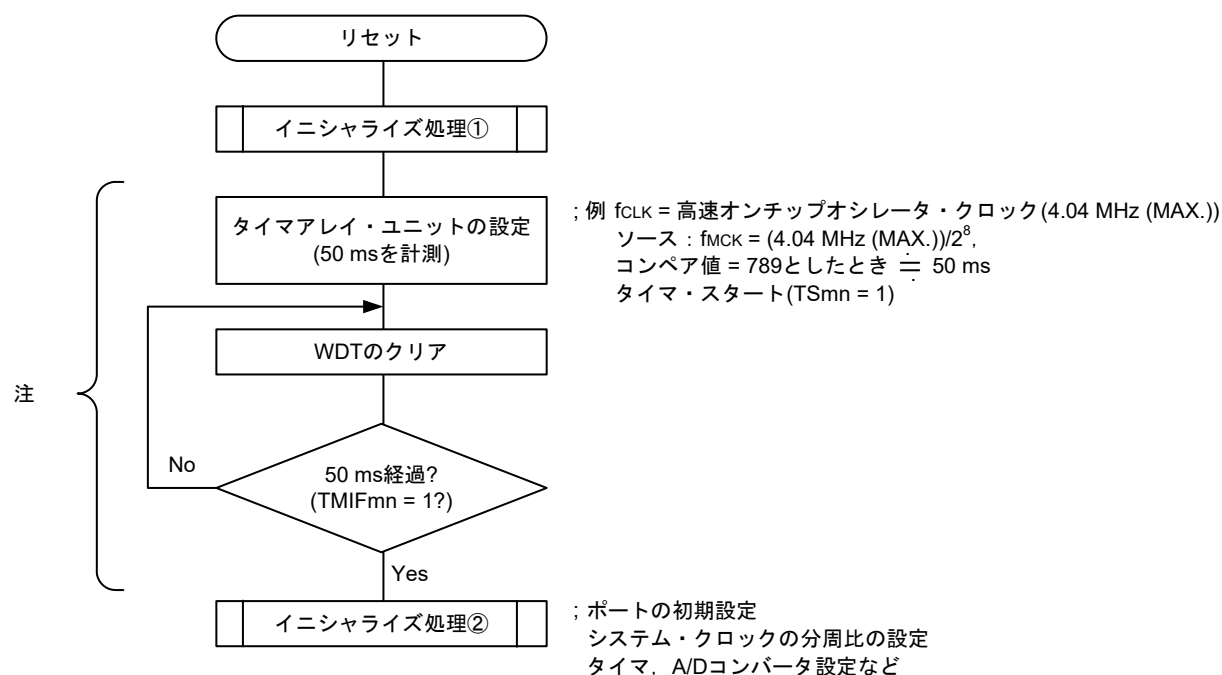 リセット
イニシャライズ処理①
タイマアレイ・ユニットの設定
(50 msを計測)
; 例 fCLK = 高速オンチップオシレータ・クロック(4.04 MHz (MAX.))
ソース : fMCK = (4.04 MHz (MAX.))/2⁸,
コンペア値 = 789としたとき ≒ 50 ms
タイマ・スタート(TSmn = 1)
WDTのクリア
注
No
50 ms経過?
(TMIFmn = 1?)
Yes
イニシャライズ処理②
; ポートの初期設定
システム・クロックの分周比の設定
タイマ，A/Dコンバータ設定など